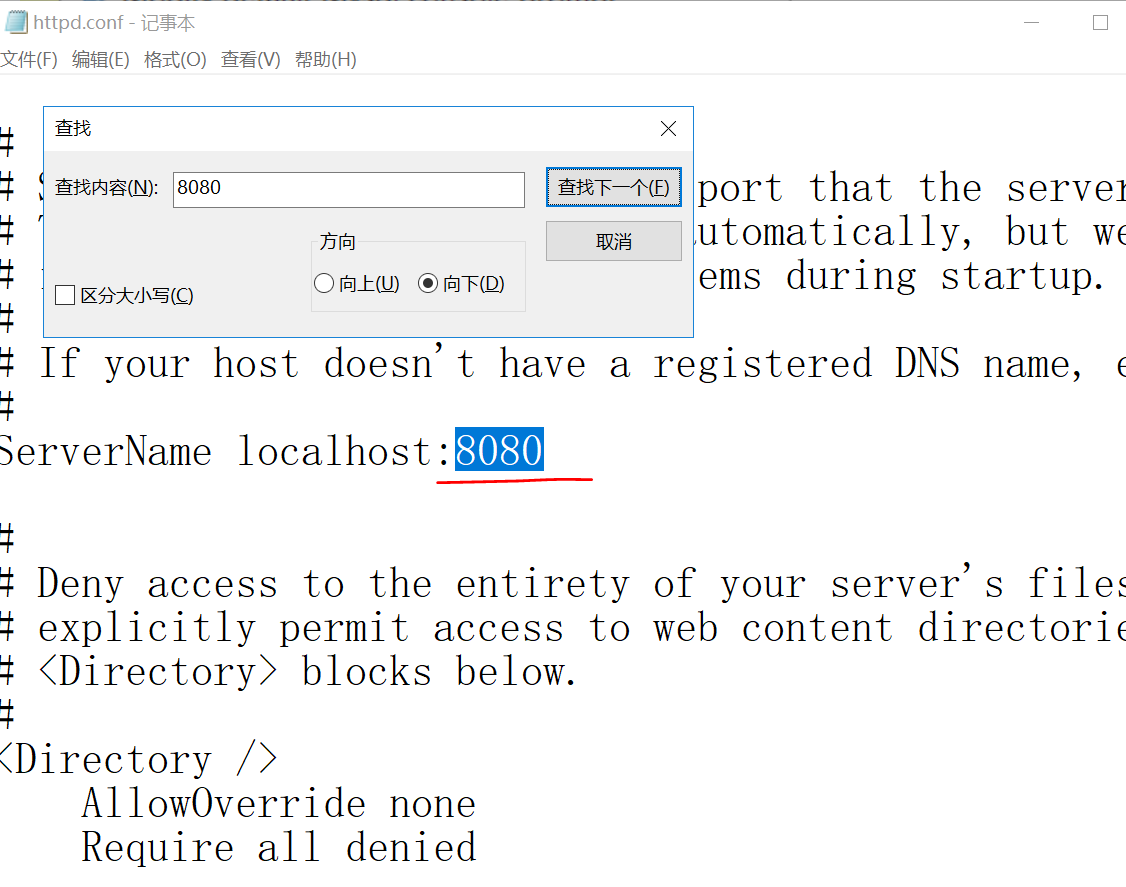 httpd.conf - 记事本
文件(F) 编辑(E) 格式(O) 查看(V) 帮助(H)
#
查找
查找内容(N): 8080 查找下一个(F)
方向 取消
向上(U) 向下(D)
区分大小写(C)
# port that the server
# automatically, but we
# ems during startup.
#
# If your host doesn't have a registered DNS name, e
#
ServerName localhost:8080
#
# Deny access to the entirety of your server's files
# explicitly permit access to web content directorie
# <Directory> blocks below.
#
<Directory />
AllowOverride none
Require all denied